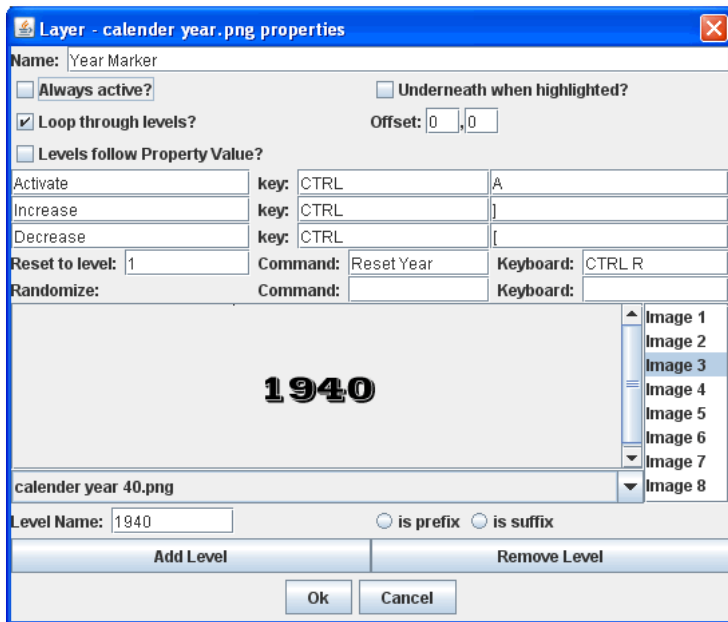 Layer - calender year.png properties
Name: Year Marker
Always active? Underneath when highlighted?
Loop through levels? Offset: 0 ,0
Levels follow Property Value?
Activate key: CTRL A
Increase key: CTRL ]
Decrease key: CTRL [
Reset to level: 1 Command: Reset Year Keyboard: CTRL R
Randomize: Command: Keyboard:
Image 1
Image 2
Image 3
1940
Image 4
Image 5
Image 6
Image 7
calender year 40.png Image 8
Level Name: 1940 is prefix is suffix
Add Level Remove Level
Ok Cancel